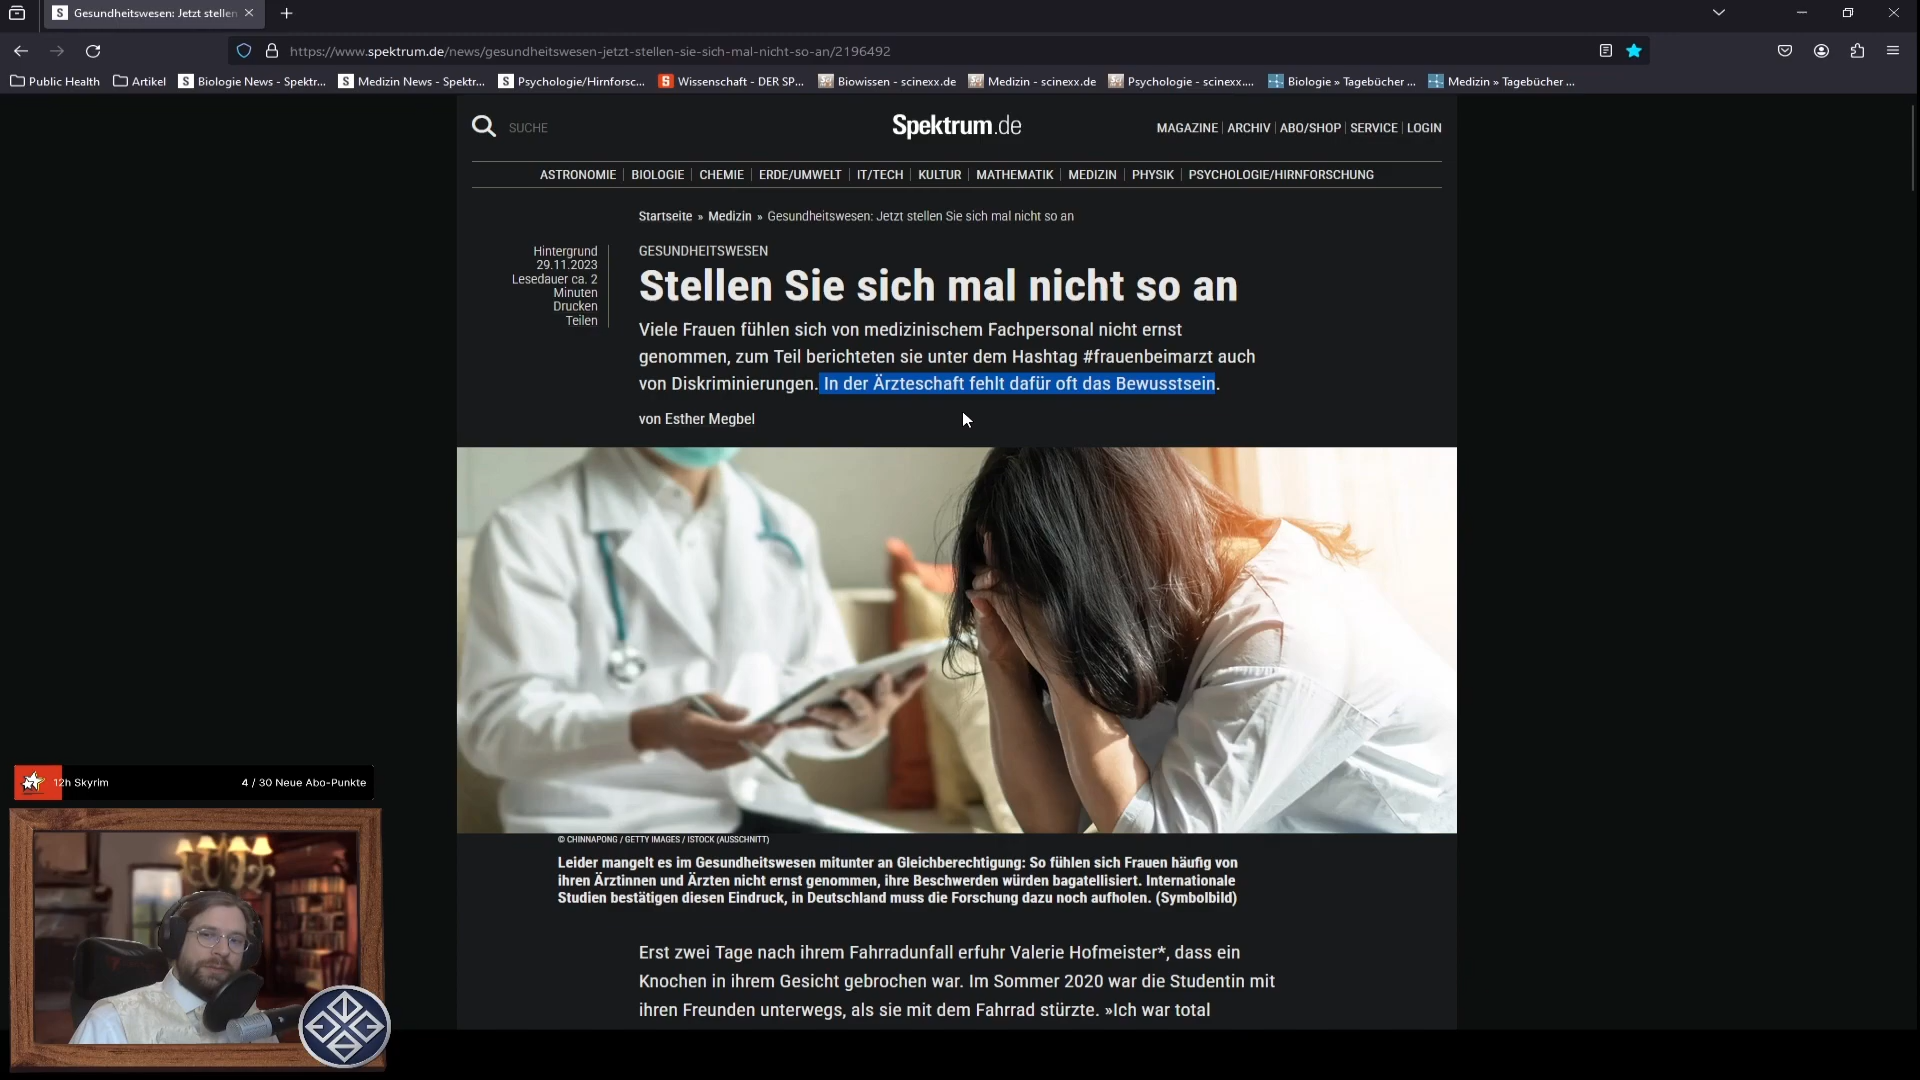 Gesundheitswesen: Jetzt stellen
https://www.spektrum.de/news/gesundheitswesen-jetzt-stellen-sie-sich-mal-nicht-so-an/2196492
Public Health
Artikel
Biologie News - Spektr...
Medizin News - Spektr...
Psychologie/Hirnforsc...
Wissenschaft - DER SP...
Biowissen - scinexx.de
Medizin - scinexx.de
Psychologie - scinexx....
Biologie » Tagebücher ...
Medizin » Tagebücher ...
SUCHE
Spektrum.de
MAGAZINE | ARCHIV | ABO/SHOP | SERVICE | LOGIN
ASTRONOMIE | BIOLOGIE | CHEMIE | ERDE/UMWELT | IT/TECH | KULTUR | MATHEMATIK | MEDIZIN | PHYSIK | PSYCHOLOGIE/HIRNFORSCHUNG
Startseite » Medizin » Gesundheitswesen: Jetzt stellen Sie sich mal nicht so an
Hintergrund
29.11.2023
Lesedauer ca. 2
Minuten
Drucken
Teilen
GESUNDHEITSWESEN
Stellen Sie sich mal nicht so an
Viele Frauen fühlen sich von medizinischem Fachpersonal nicht ernst
genommen, zum Teil berichteten sie unter dem Hashtag #frauenbeimarzt auch
von Diskriminierungen. In der Ärzteschaft fehlt dafür oft das Bewusstsein.
von Esther Megbel
© CHINNAPONG / GETTY IMAGES / ISTOCK (AUSSCHNITT)
Leider mangelt es im Gesundheitswesen mitunter an Gleichberechtigung: So fühlen sich Frauen häufig von
ihren Ärztinnen und Ärzten nicht ernst genommen, ihre Beschwerden würden bagatellisiert. Internationale
Studien bestätigen diesen Eindruck, in Deutschland muss die Forschung dazu noch aufholen. (Symbolbild)
Erst zwei Tage nach ihrem Fahrradunfall erfuhr Valerie Hofmeister*, dass ein
Knochen in ihrem Gesicht gebrochen war. Im Sommer 2020 war die Studentin mit
ihren Freunden unterwegs, als sie mit dem Fahrrad stürzte. »Ich war total
12h Skyrim
4 / 30 Neue Abo-Punkte